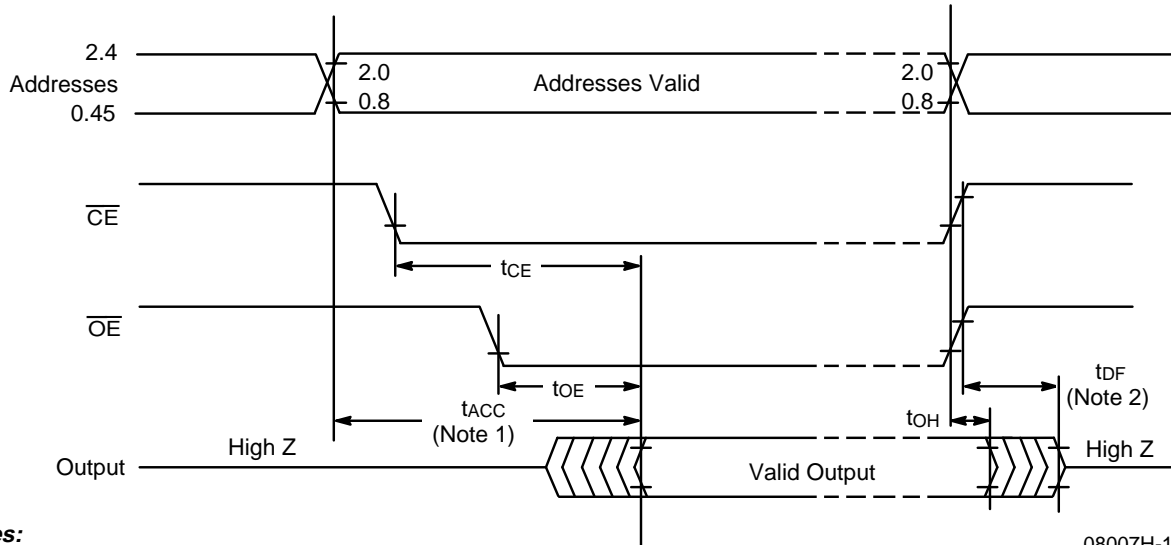 2.4
Addresses
0.45
2.0
0.8
Addresses Valid
2.0
0.8
CE
tCE
OE
tOE
tDF
(Note 2)
tACC
(Note 1)
tOH
Output
High Z
Valid Output
High Z
es:
08007H-1